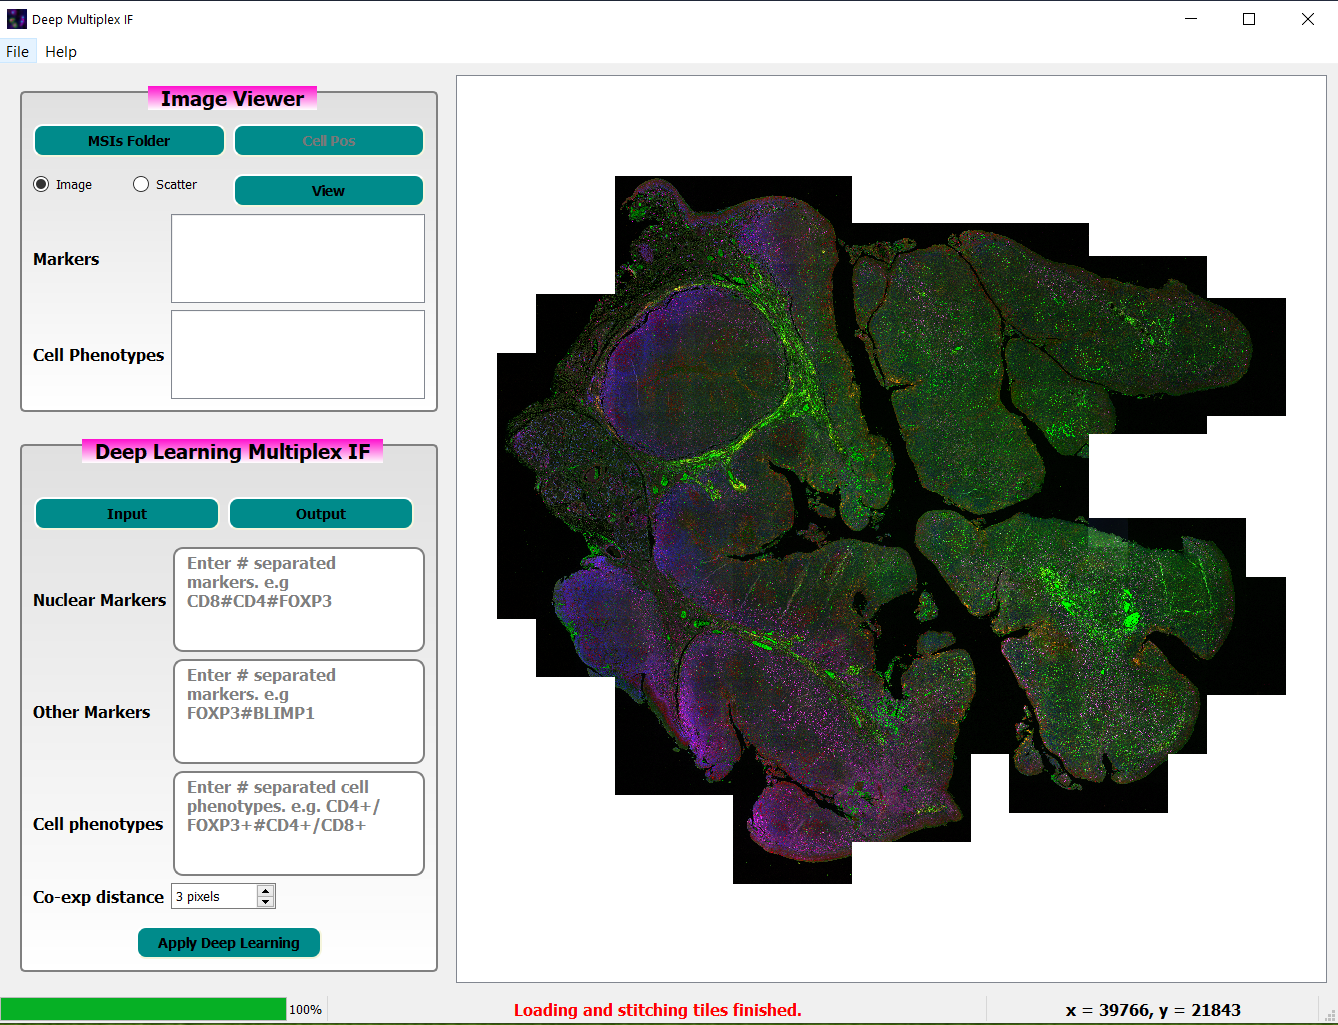 Deep Multiplex IF
File Help
Image Viewer
MSIs Folder
Cell Pos
Image
Scatter
View
Markers
Cell Phenotypes
Deep Learning Multiplex IF
Input
Output
Nuclear Markers
Enter # separated
markers. e.g
CD8#CD4#FOXP3
Other Markers
Enter # separated
markers. e.g
FOXP3#BLIMP1
Cell phenotypes
Enter # separated cell
phenotypes. e.g. CD4+/
FOXP3+#CD4+/CD8+
Co-exp distance
3 pixels
Apply Deep Learning
100%
Loading and stitching tiles finished.
x = 39766, y = 21843